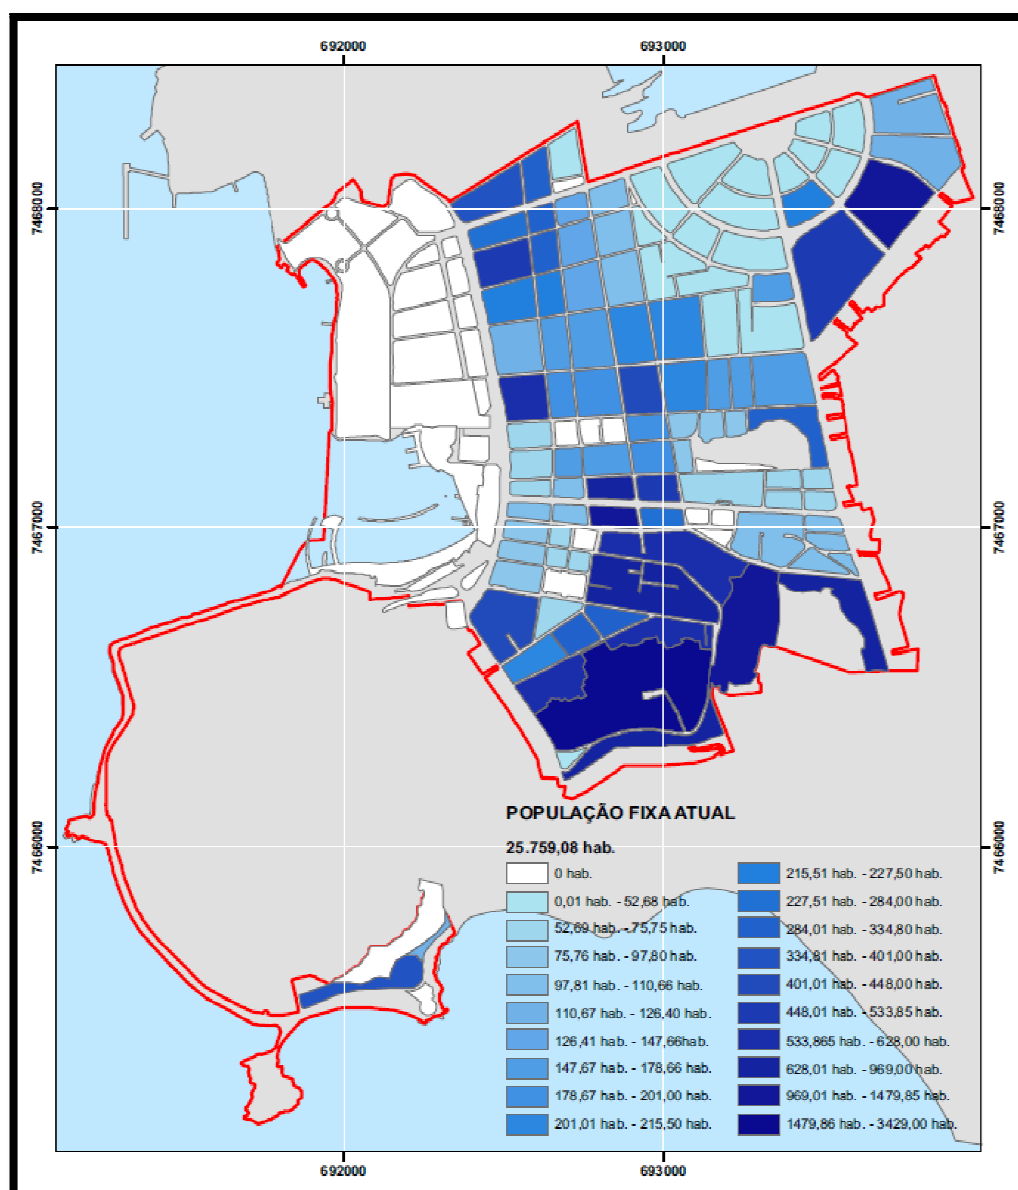 692000 693000
7468000 7468000
7467000 7467000
7466000 7466000
POPULAÇÃO FIXA ATUAL
25.759,08 hab.
0 hab.
0,01 hab. - 52,68 hab.
52,69 hab. - 75,75 hab.
75,76 hab. - 97,80 hab.
97,81 hab. - 110,66 hab.
110,67 hab. - 126,40 hab.
126,41 hab. - 147,66hab.
147,67 hab. - 178,66 hab.
178,67 hab. - 201,00 hab.
201,01 hab. - 215,50 hab.
215,51 hab. - 227,50 hab.
227,51 hab. - 284,00 hab.
284,01 hab. - 334,80 hab.
334,81 hab. - 401,00 hab.
401,01 hab. - 448,00 hab.
448,01 hab. - 533,85 hab.
533,865 hab. - 628,00 hab.
628,01 hab. - 969,00 hab.
969,01 hab. - 1479,85 hab.
1479,86 hab. - 3429,00 hab.
692000 693000